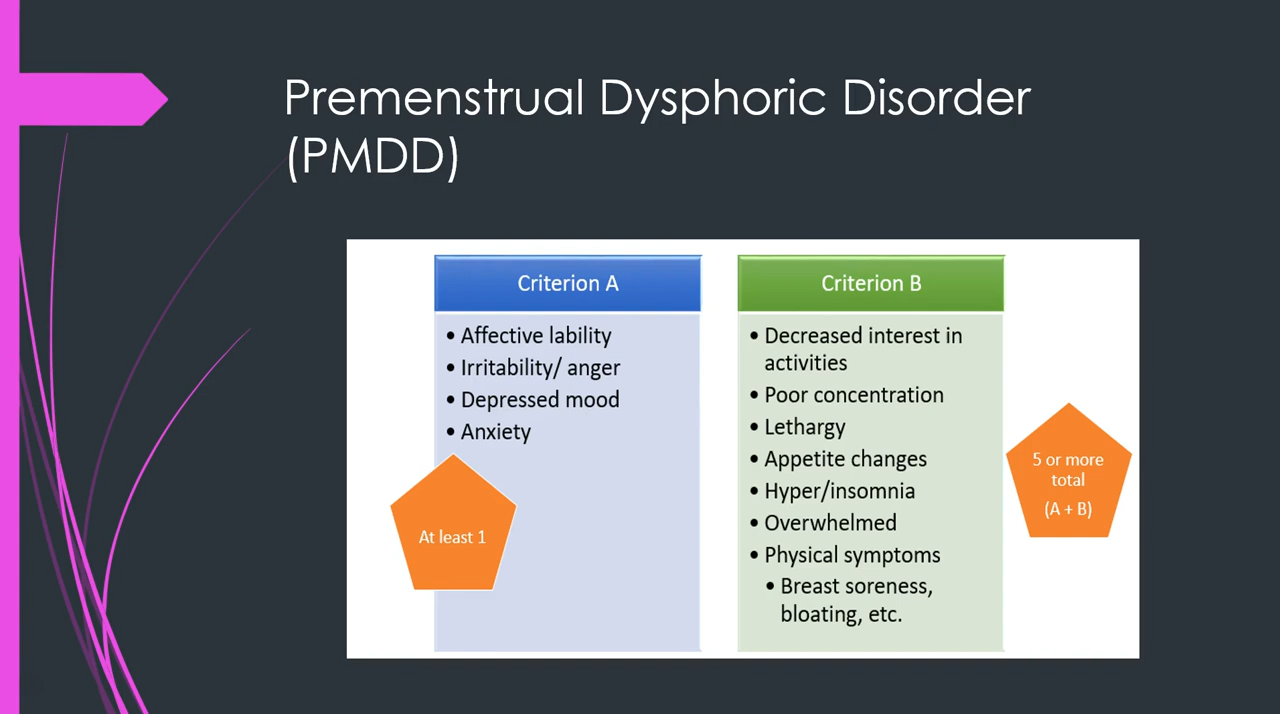 Premenstrual Dysphoric Disorder
(PMDD)
Criterion A
• Affective lability
• Irritability/ anger
• Depressed mood
• Anxiety
At least 1
Criterion B
• Decreased interest in
activities
• Poor concentration
• Lethargy
• Appetite changes
• Hyper/insomnia
• Overwhelmed
• Physical symptoms
• Breast soreness,
bloating, etc.
5 or more
total
(A + B)